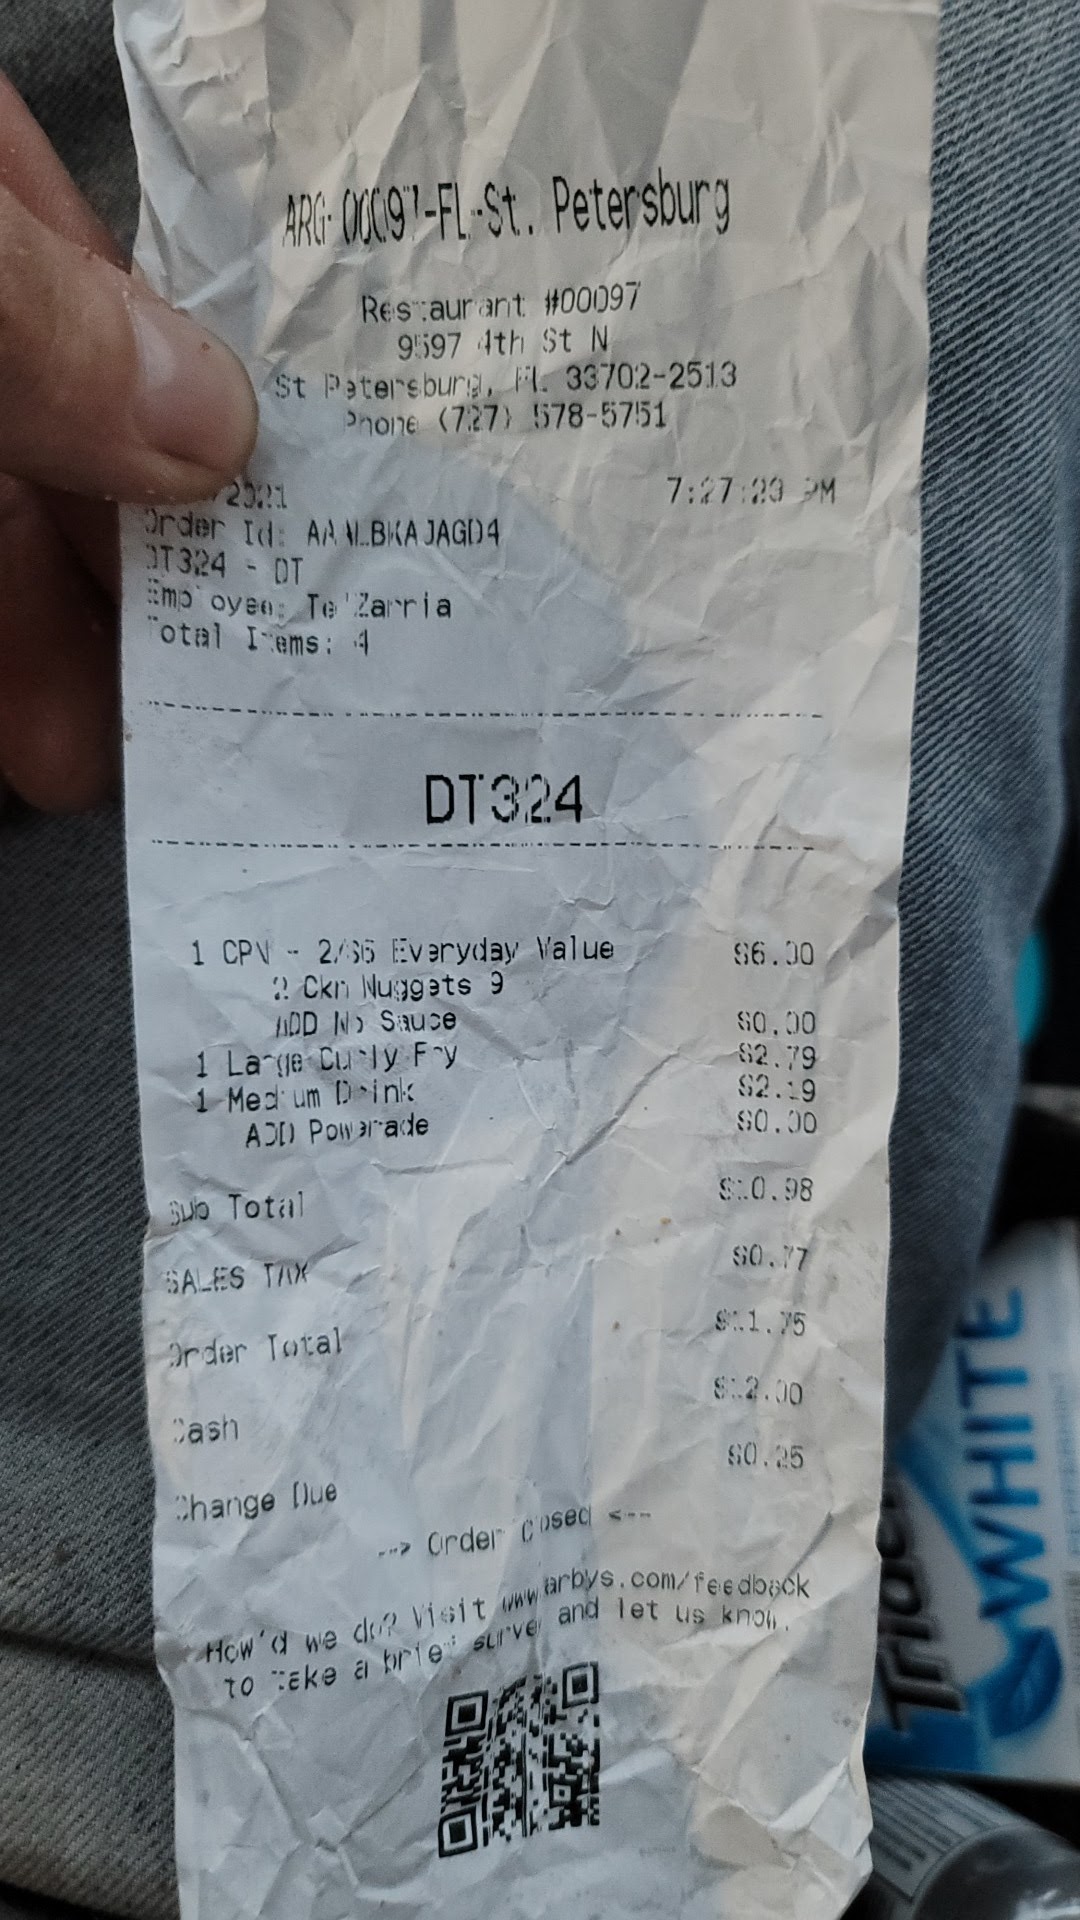 ARG-00097-FL-St. Petersburg
Restaurant #00097
9597 4th St N
St Petersburg, FL 33702-2513
Phone (727) 578-5751
2021 7:27:29 PM
Order Id:
DT324 - DT
Employee: Te'Zarria
Total Items: 4
DT324
1 CPN - 2/$6 Everyday Value $6.00
2 Ckn Nuggets 9
ADD No Sauce $0.00
1 Large Curly Fry $2.79
1 Medium Drink $2.19
ADD Powerade $0.00
Sub Total $10.98
SALES TAX $0.77
Order Total $11.75
Cash $12.00
Change Due $0.25
--> Order Closed <--
How'd we do? Visit www.arbys.com/feedback
to take a brief survey and let us know.
Trident
WHITE